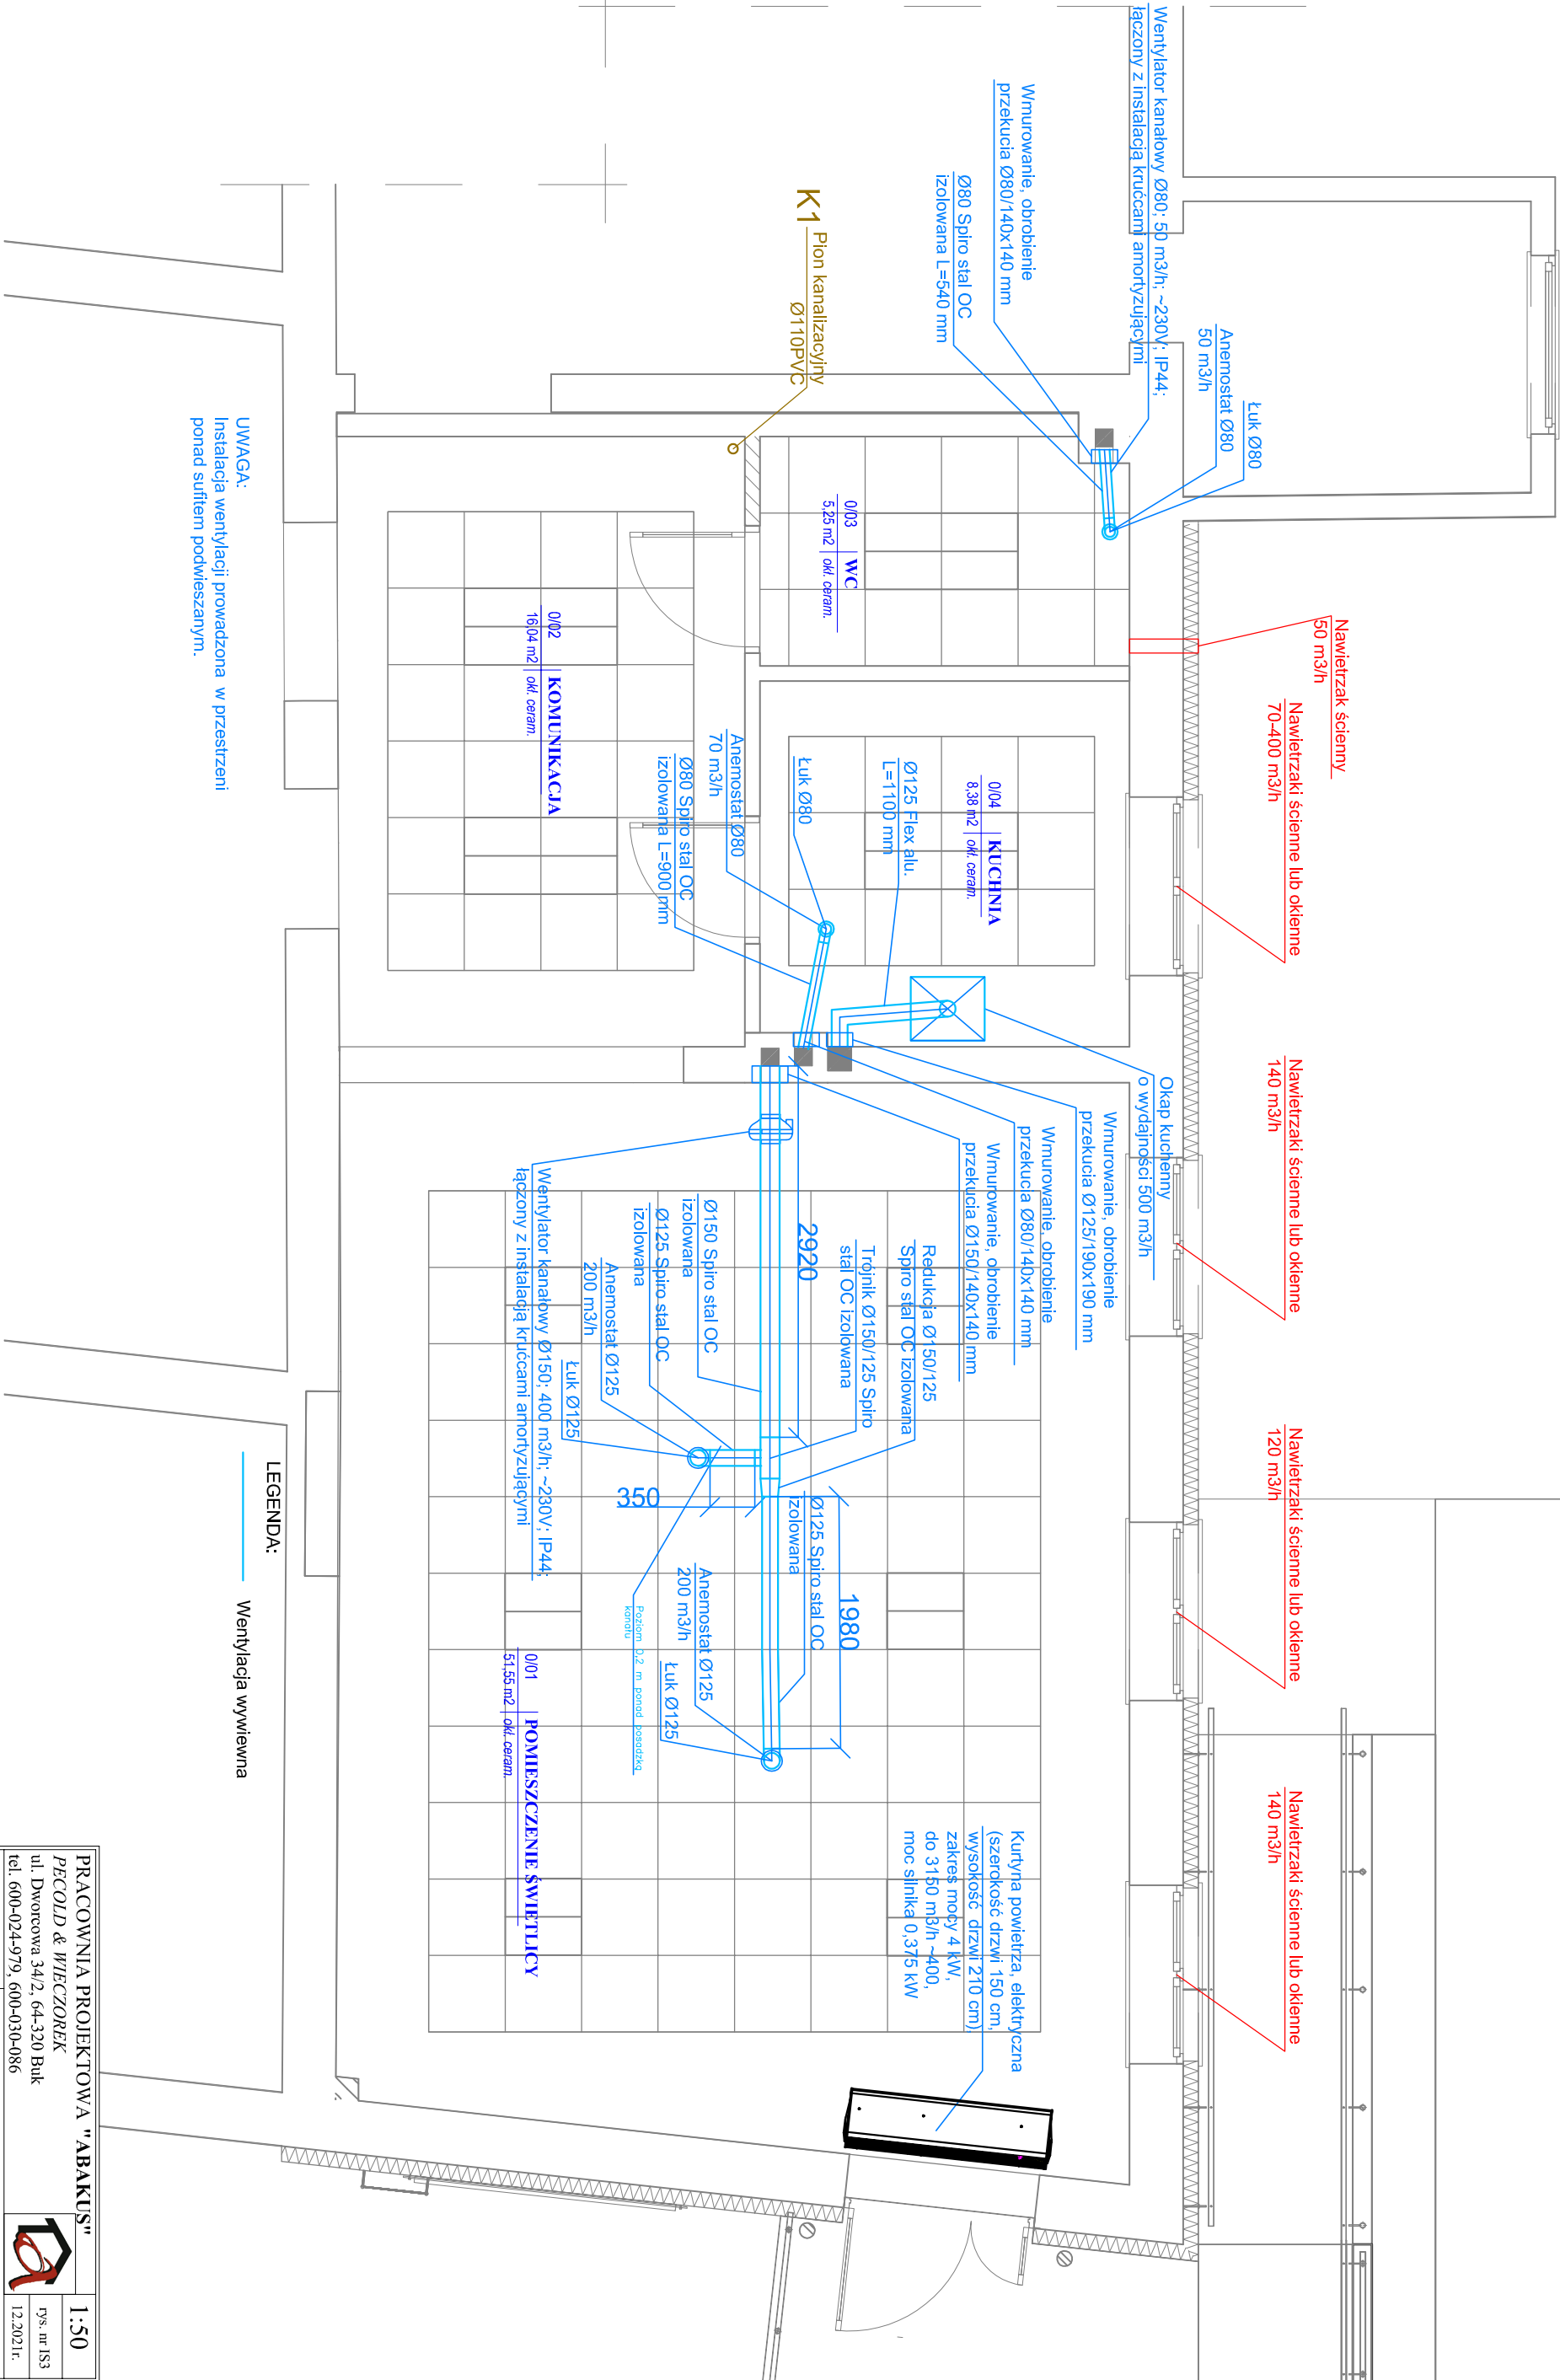 Wentylator kanałowy Ø80; 50 m3/h; ~230V; IP44;
łączony z instalacją króćcami amortyzującymi
Łuk Ø80
Anemostat Ø80
50 m3/h
Wmurowanie, obrobienie
przekucia Ø80/140x140 mm
Ø80 Spiro stal OC
izolowana L=540 mm
K1
Pion kanalizacyjny
Ø110PVC
UWAGA:
Instalacja wentylacji prowadzona w przestrzeni
ponad sufitem podwieszanym.
Nawietrzak ścienny
50 m3/h
Nawietrzaki ścienne lub okienne
70-400 m3/h
Nawietrzaki ścienne lub okienne
140 m3/h
Nawietrzaki ścienne lub okienne
120 m3/h
Nawietrzaki ścienne lub okienne
140 m3/h
0/03 WC
5,25 m2 okł. ceram.
0/02 KOMUNIKACJA
16,04 m2 okł. ceram.
0/04 KUCHNIA
8,38 m2 okł. ceram.
Ø125 Flex alu.
L=1100 mm
Łuk Ø80
Anemostat Ø80
70 m3/h
Ø80 Spiro stal OC
izolowana L=900 mm
Okap kuchenny
o wydajności 500 m3/h
Wmurowanie, obrobienie
przekucia Ø125/190x190 mm
Wmurowanie, obrobienie
przekucia Ø80/140x140 mm
Wmurowanie, obrobienie
przekucia Ø150/140x140 mm
Redukcja Ø150/125
Spiro stal OC izolowana
Trójnik Ø150/125 Spiro
stal OC izolowana
2920
Ø150 Spiro stal OC
izolowana
Ø125 Spiro stal OC
izolowana
Anemostat Ø125
200 m3/h
Łuk Ø125
Wentylator kanałowy Ø150; 400 m3/h; ~230V; IP44;
łączony z instalacją króćcami amortyzującymi
350
1980
Ø125 Spiro stal OC
izolowana
Anemostat Ø125
200 m3/h
Łuk Ø125
Poziom 0,2 m ponad posadzką
kanału
0/01 POMIESZCZENIE ŚWIETLICY
51,55 m2 okł. ceram.
Kurtyna powietrza, elektryczna
(szerokość drzwi 150 cm,
wysokość drzwi 210 cm),
zakres mocy 4 kW,
do 3150 m3/h ~400,
moc silnika 0,375 kW
LEGENDA:
Wentylacja wywiewna
PRACOWNIA PROJEKTOWA "ABAKUS"
PECOLD & WIECZOREK
ul. Dworcowa 34/2, 64-320 Buk
tel. 600-024-979, 600-030-086
1:50
rys. nr IS3
12.2021r.